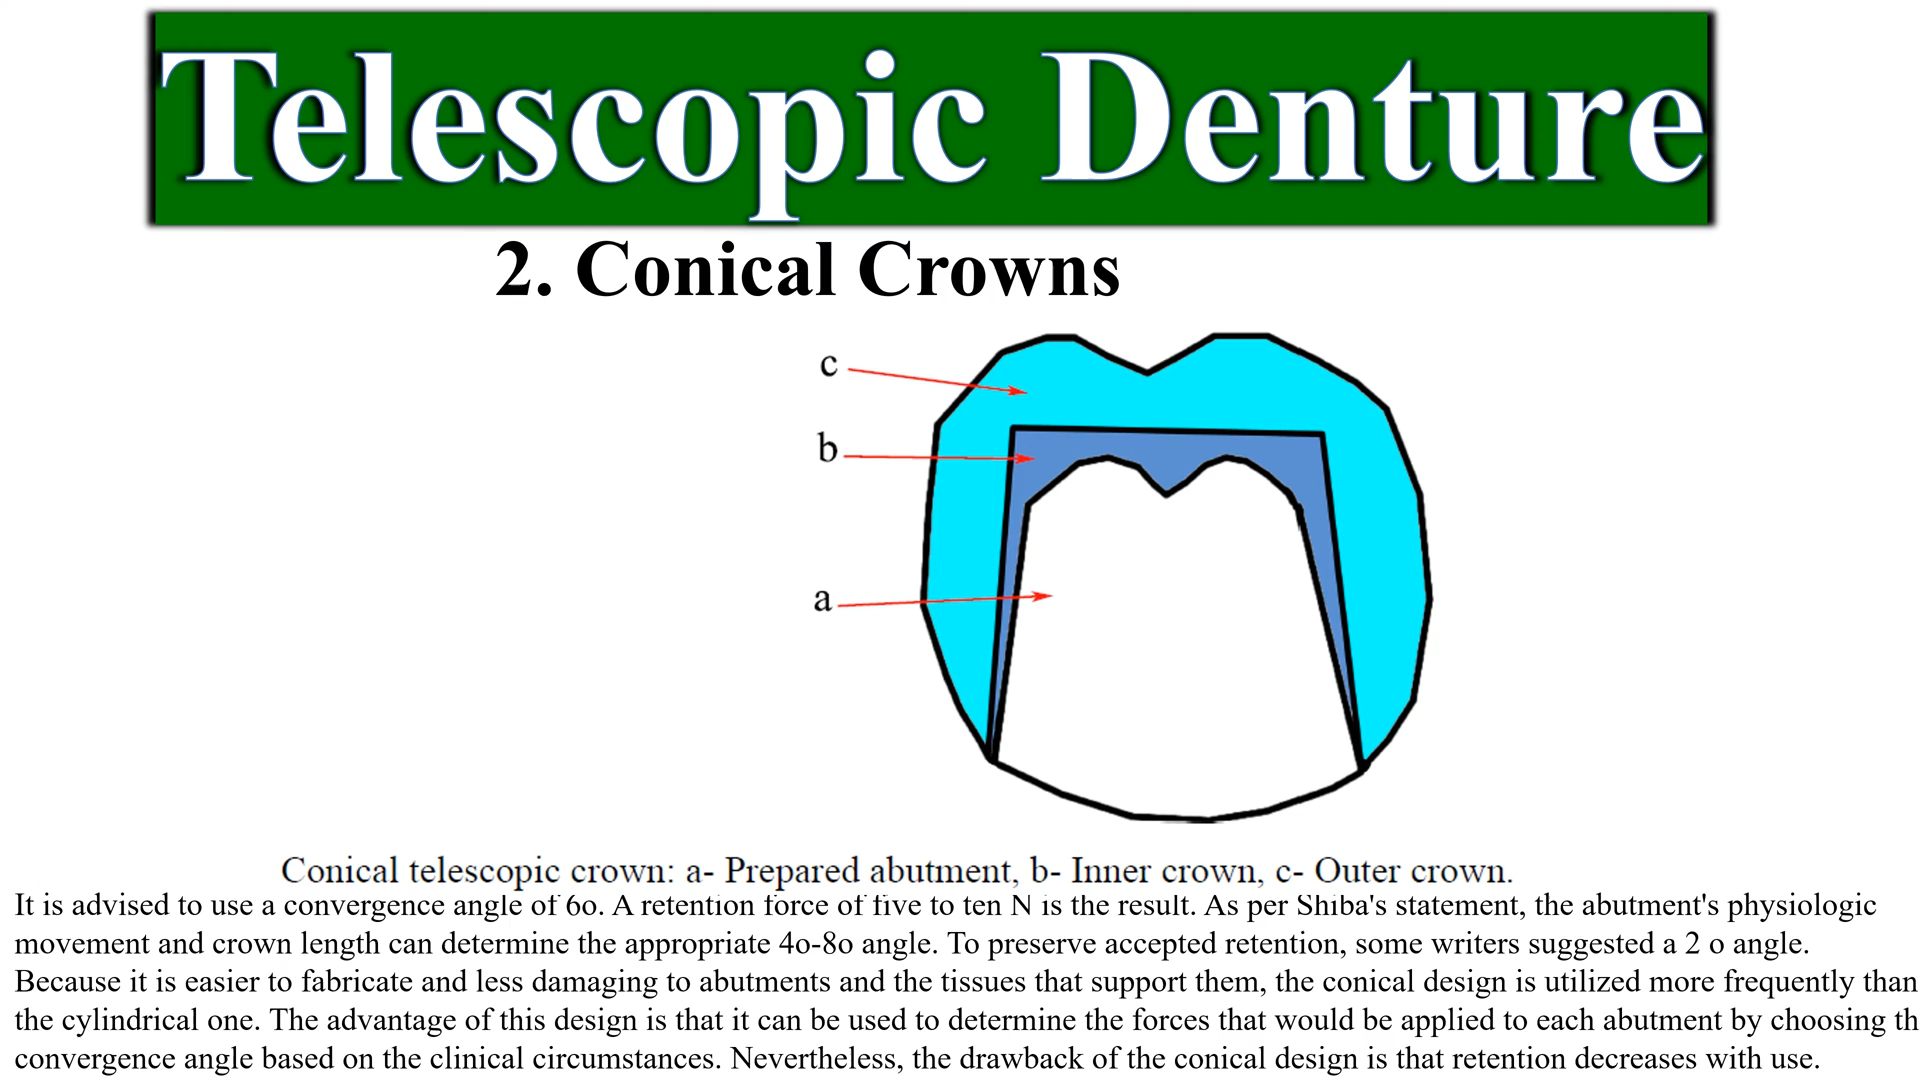 Telescopic Denture
2. Conical Crowns
c
b
a
Conical telescopic crown: a- Prepared abutment, b- Inner crown, c- Outer crown.
It is advised to use a convergence angle of 6o. A retention force of five to ten N is the result. As per Shiba's statement, the abutment's physiologic
movement and crown length can determine the appropriate 4o-8o angle. To preserve accepted retention, some writers suggested a 2 o angle.
Because it is easier to fabricate and less damaging to abutments and the tissues that support them, the conical design is utilized more frequently than
the cylindrical one. The advantage of this design is that it can be used to determine the forces that would be applied to each abutment by choosing th
convergence angle based on the clinical circumstances. Nevertheless, the drawback of the conical design is that retention decreases with use.